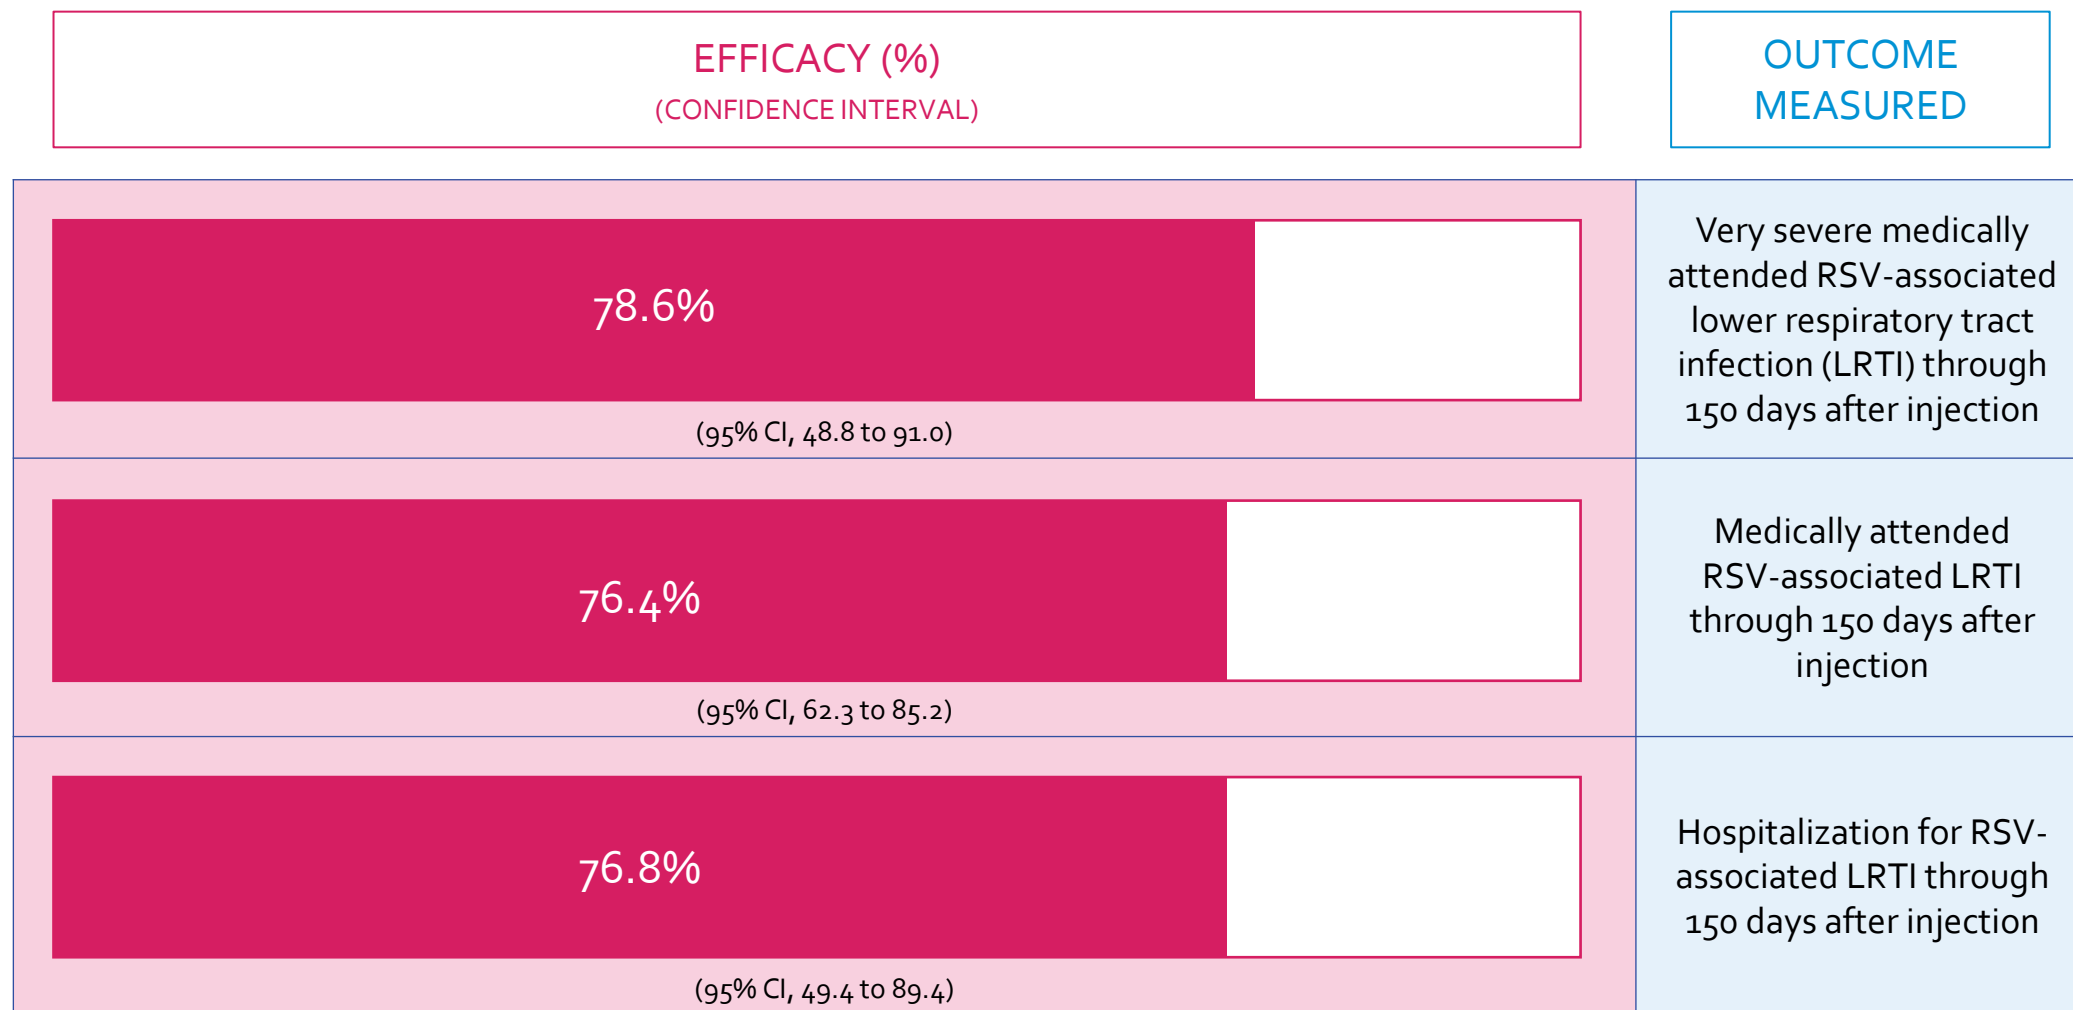 EFFICACY (%)
(CONFIDENCE INTERVAL)
OUTCOME
MEASURED
78.6%
(95% CI, 48.8 to 91.0)
Very severe medically
attended RSV-associated
lower respiratory tract
infection (LRTI) through
150 days after injection
76.4%
(95% CI, 62.3 to 85.2)
Medically attended
RSV-associated LRTI
through 150 days after
injection
76.8%
(95% CI, 49.4 to 89.4)
Hospitalization for RSV-
associated LRTI through
150 days after injection